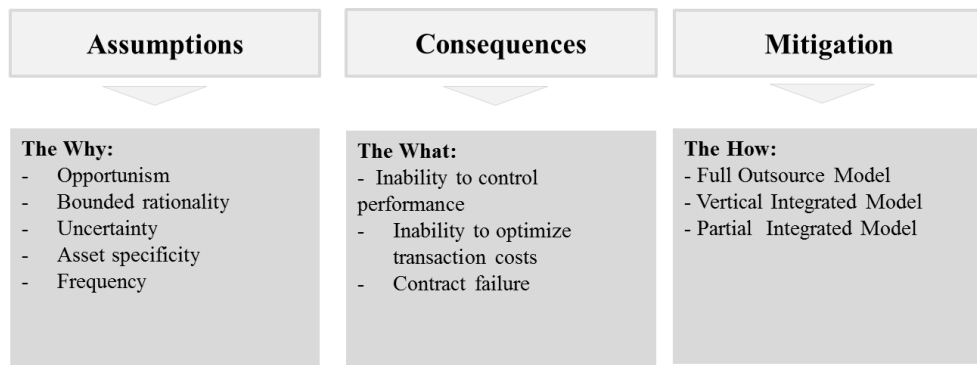 Assumptions
The Why:
- Opportunism
- Bounded rationality
- Uncertainty
- Asset specificity
- Frequency
Consequences
The What:
- Inability to control
performance
- Inability to optimize
transaction costs
- Contract failure
Mitigation
The How:
- Full Outsource Model
- Vertical Integrated Model
- Partial Integrated Model